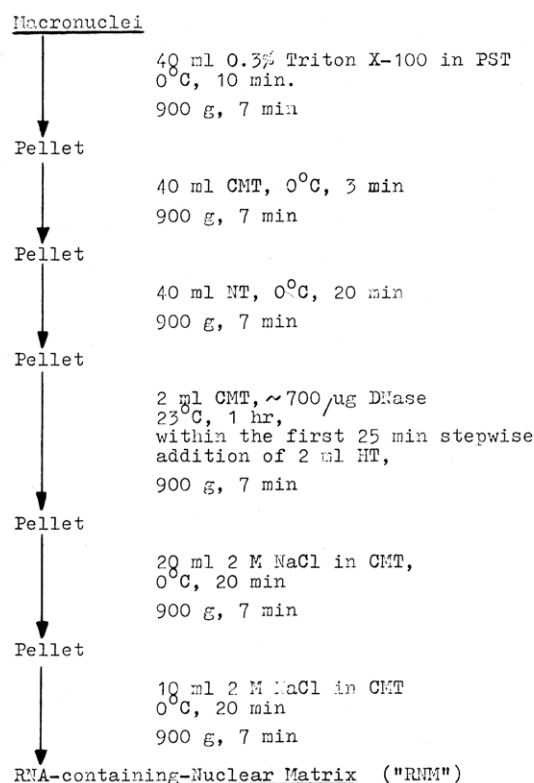 Macronuclei
40 ml 0.3% Triton X-100 in PST
0°C, 10 min.
900 g, 7 min
Pellet
40 ml CMT, 0°C, 3 min
900 g, 7 min
Pellet
40 ml NT, 0°C, 20 min
900 g, 7 min
Pellet
2 ml CMT, ~700 µg DNase
23°C, 1 hr,
within the first 25 min stepwise
addition of 2 ml HT,
900 g, 7 min
Pellet
20 ml 2 M NaCl in CMT,
0°C, 20 min
900 g, 7 min
Pellet
10 ml 2 M NaCl in CMT
0°C, 20 min
900 g, 7 min
RNA-containing-Nuclear Matrix ("RNM")